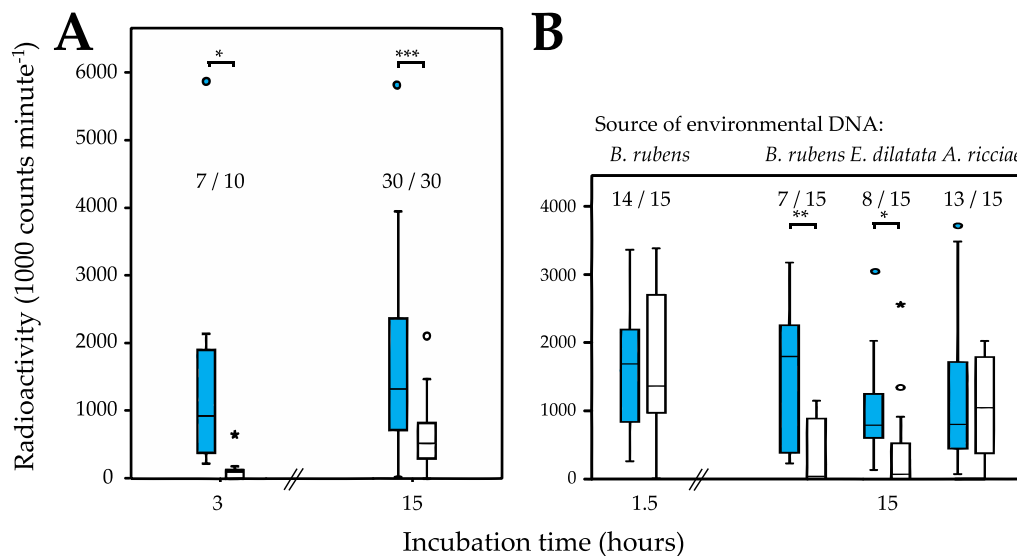 A
B
Radioactivity (1000 counts minute⁻¹)
6000
5000
4000
3000
2000
1000
0
*
***
7 / 10
30 / 30
*
3
15
Source of environmental DNA:
B. rubens
B. rubens E. dilatata A. ricciae
4000
3000
2000
1000
0
14 / 15
7 / 15
8 / 15
13 / 15
**
*
*
1.5
15
Incubation time (hours)